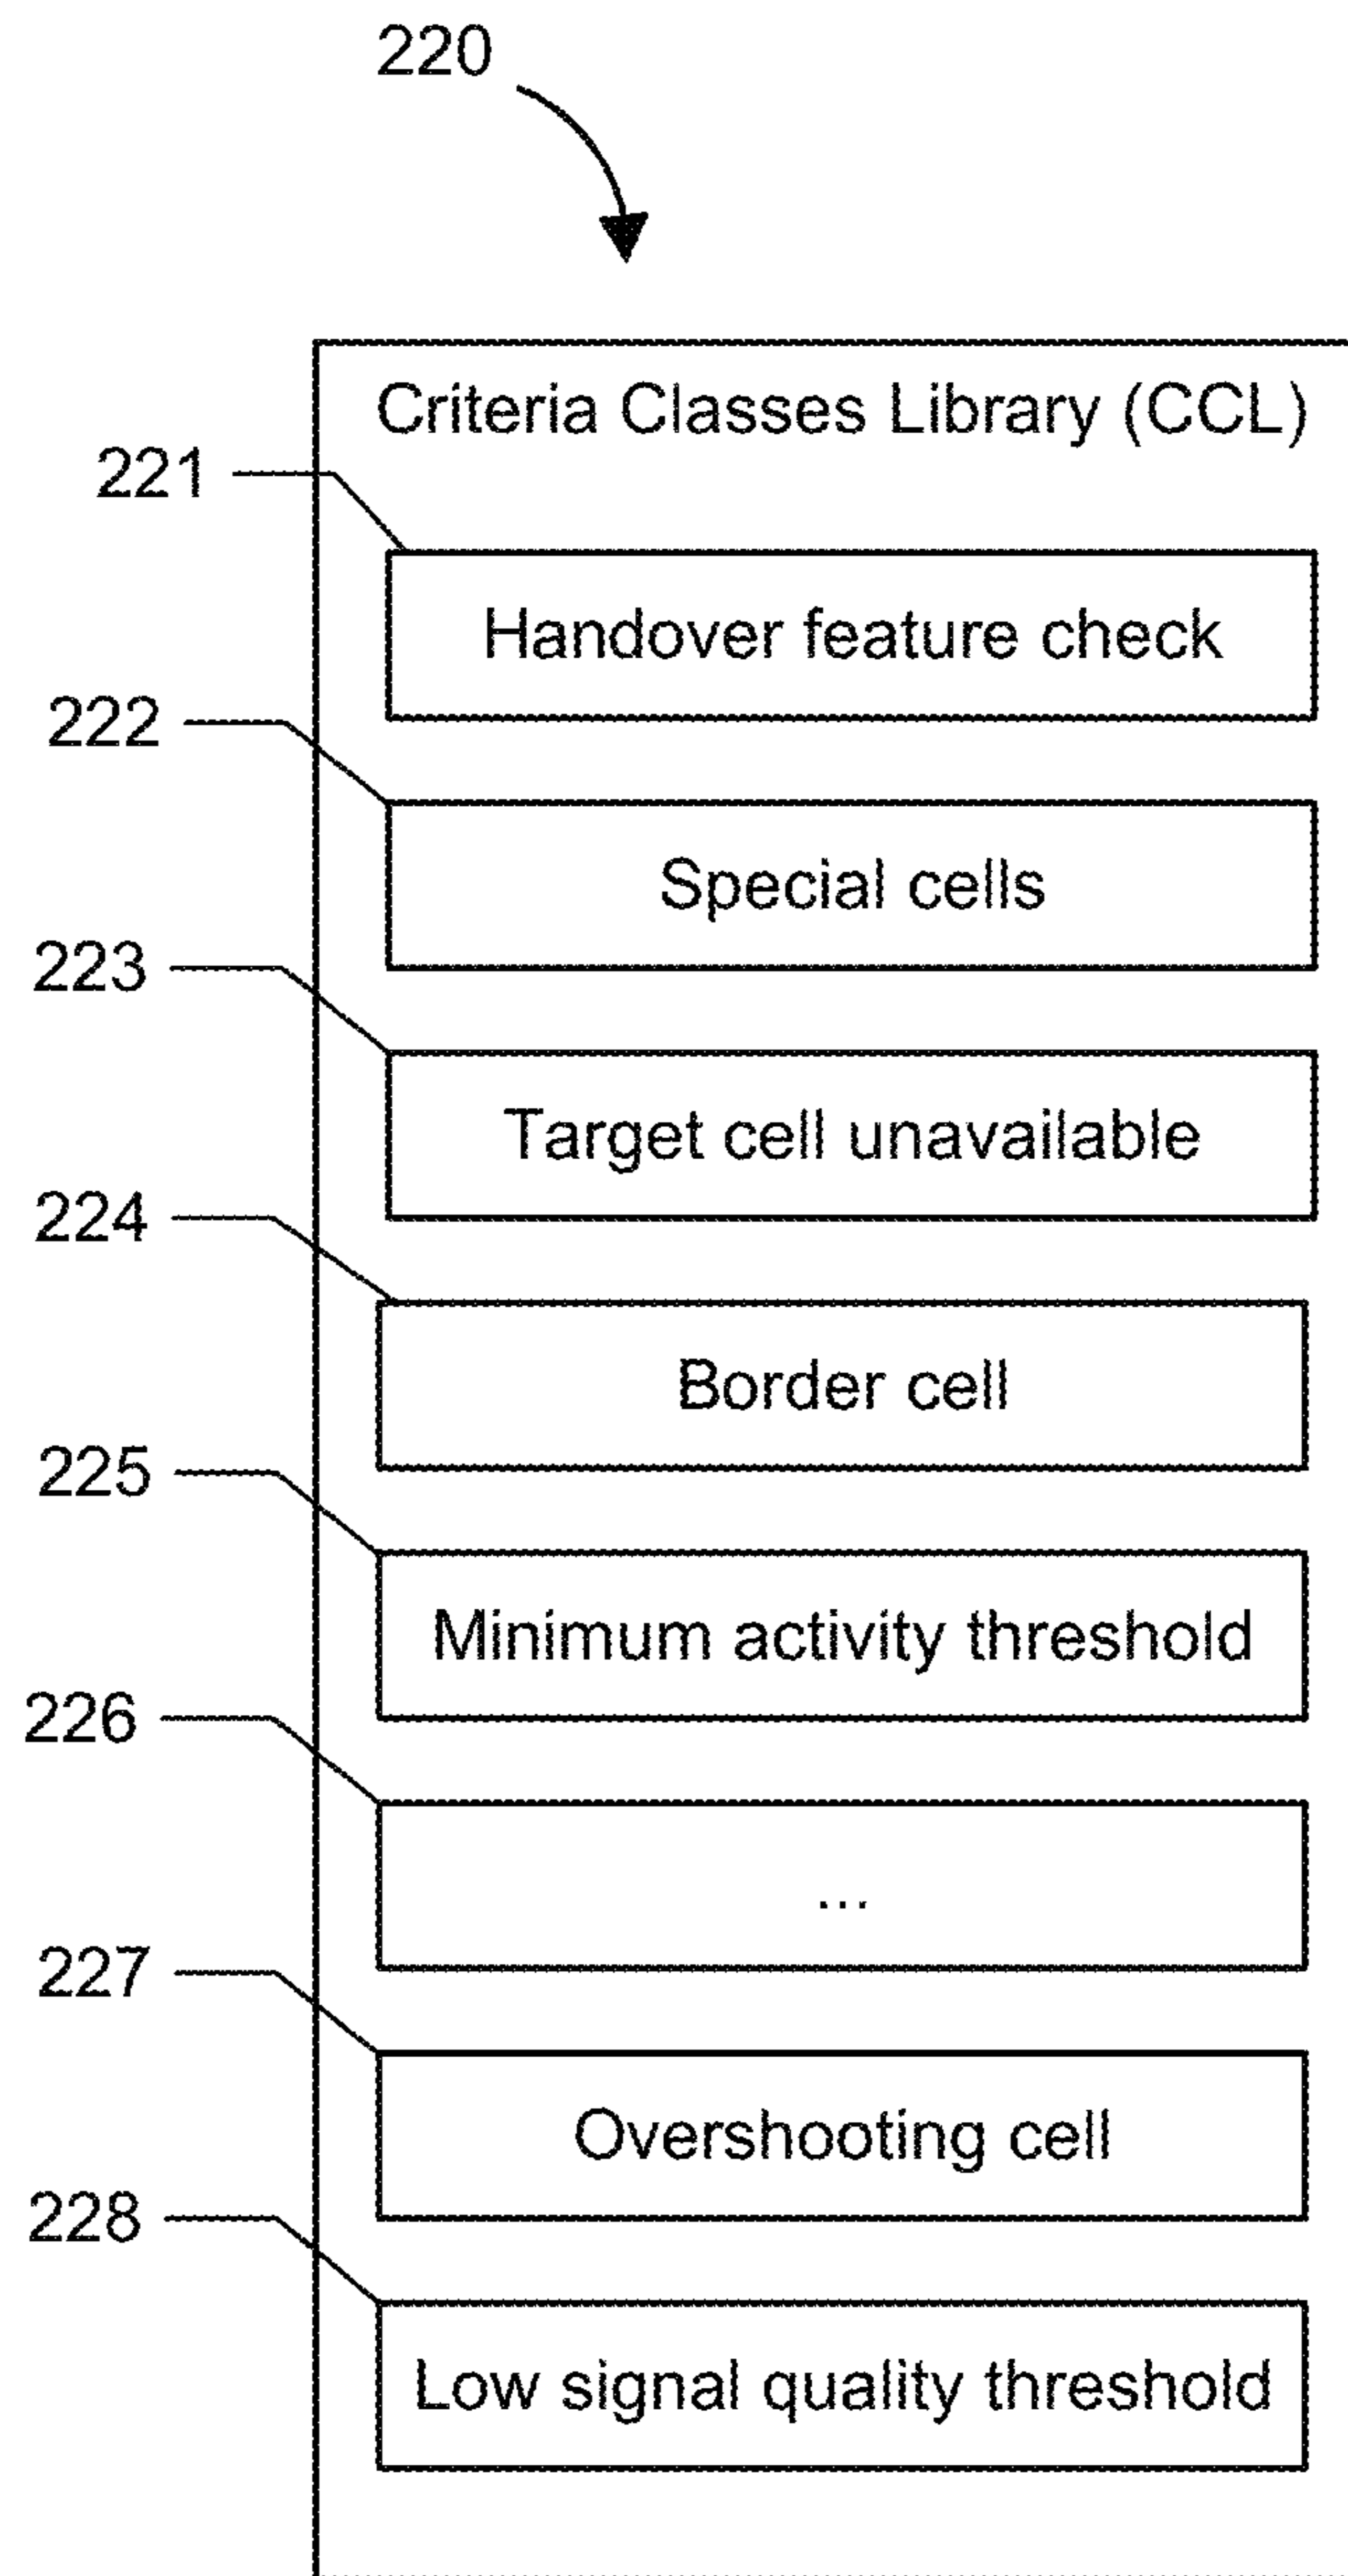 220
Criteria Classes Library (CCL)
221
Handover feature check
222
Special cells
223
Target cell unavailable
224
Border cell
225
Minimum activity threshold
226
...
227
Overshooting cell
228
Low signal quality threshold